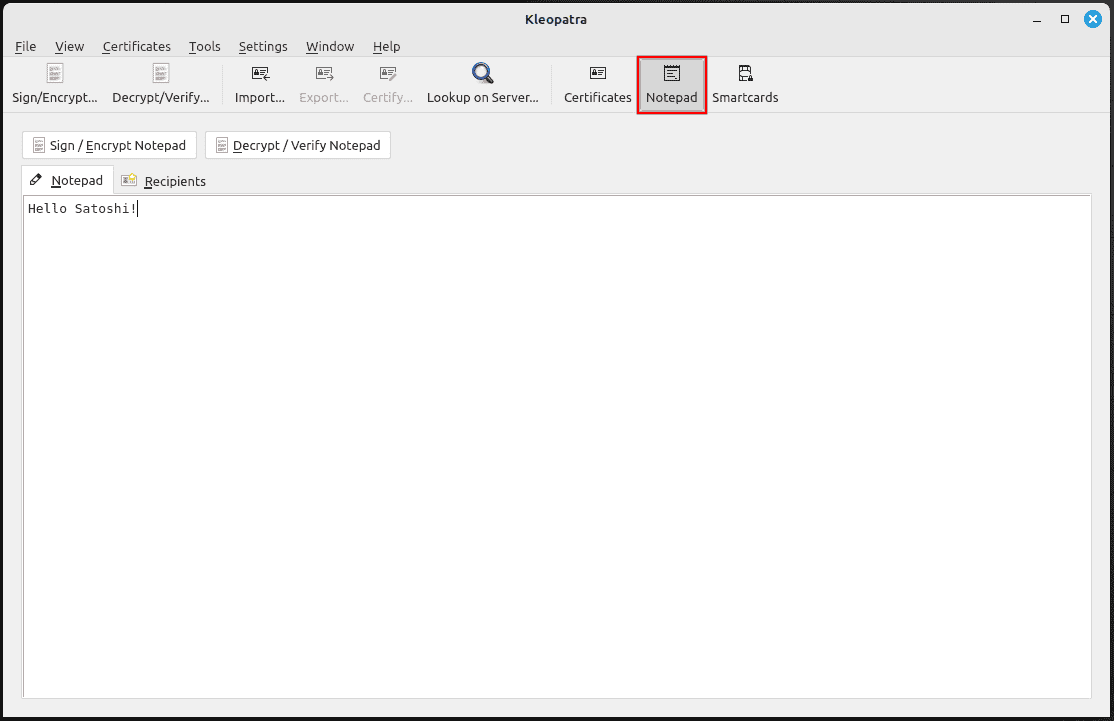 Kleopatra
File View Certificates Tools Settings Window Help
Sign/Encrypt... Decrypt/Verify... Import... Export... Certify... Lookup on Server... Certificates Notepad Smartcards
Sign / Encrypt Notepad Decrypt / Verify Notepad
Notepad Recipients
Hello Satoshi!